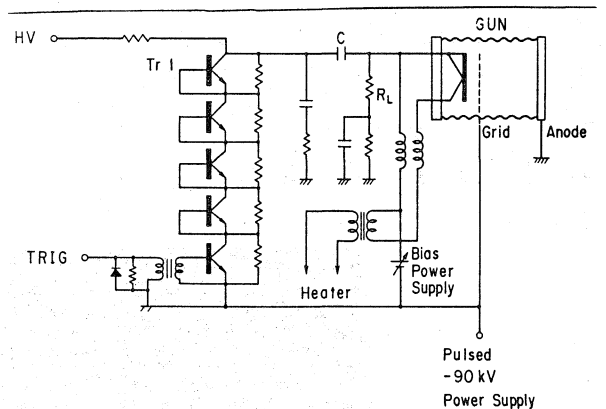 GUN
HV
C
Tr 1
R_L
Grid
Anode
TRIG
Bias
Power
Supply
Heater
Pulsed
-90 kV
Power Supply